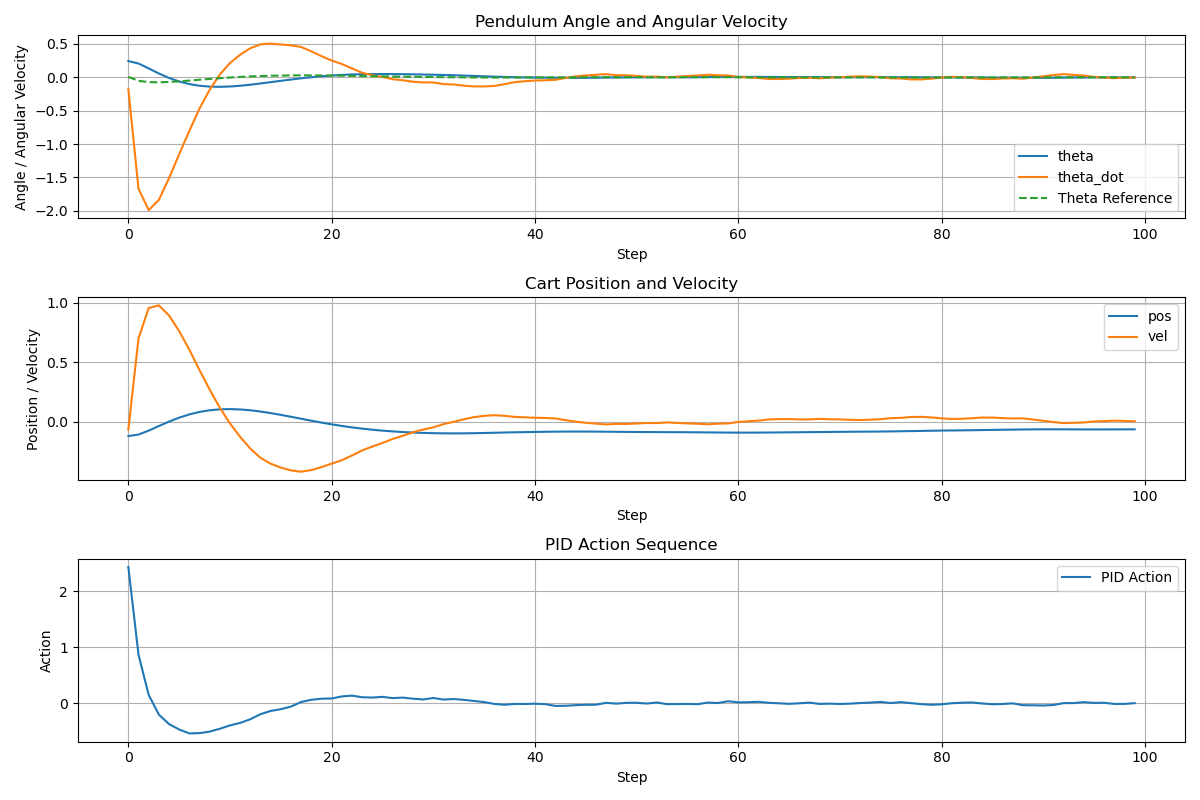 Pendulum Angle and Angular Velocity
Angle / Angular Velocity
0.5
0.0
−0.5
−1.0
−1.5
−2.0
theta
theta_dot
Theta Reference
0 20 40 60 80 100
Step
Cart Position and Velocity
Position / Velocity
1.0
0.5
0.0
pos
vel
0 20 40 60 80 100
Step
PID Action Sequence
Action
2
1
0
PID Action
0 20 40 60 80 100
Step